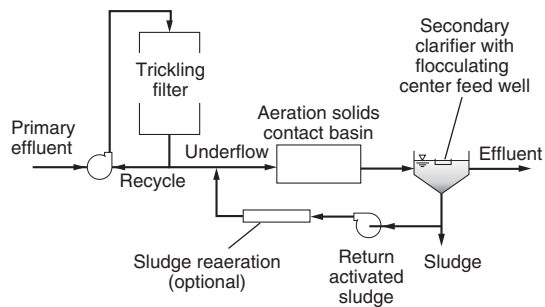 Secondary
clarifier with
flocculating
center feed well
Trickling
filter
Aeration solids
contact basin
Primary
effluent
Underflow
Effluent
Recycle
Sludge reaeration
(optional)
Return
activated
sludge
Sludge